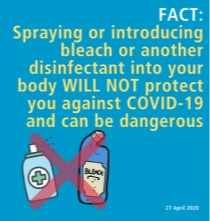 FACT:
Spraying or introducing
bleach or another
disinfectant into your
body WILL NOT protect
you against COVID-19
and can be dangerous
BLEACH
27 April 2020